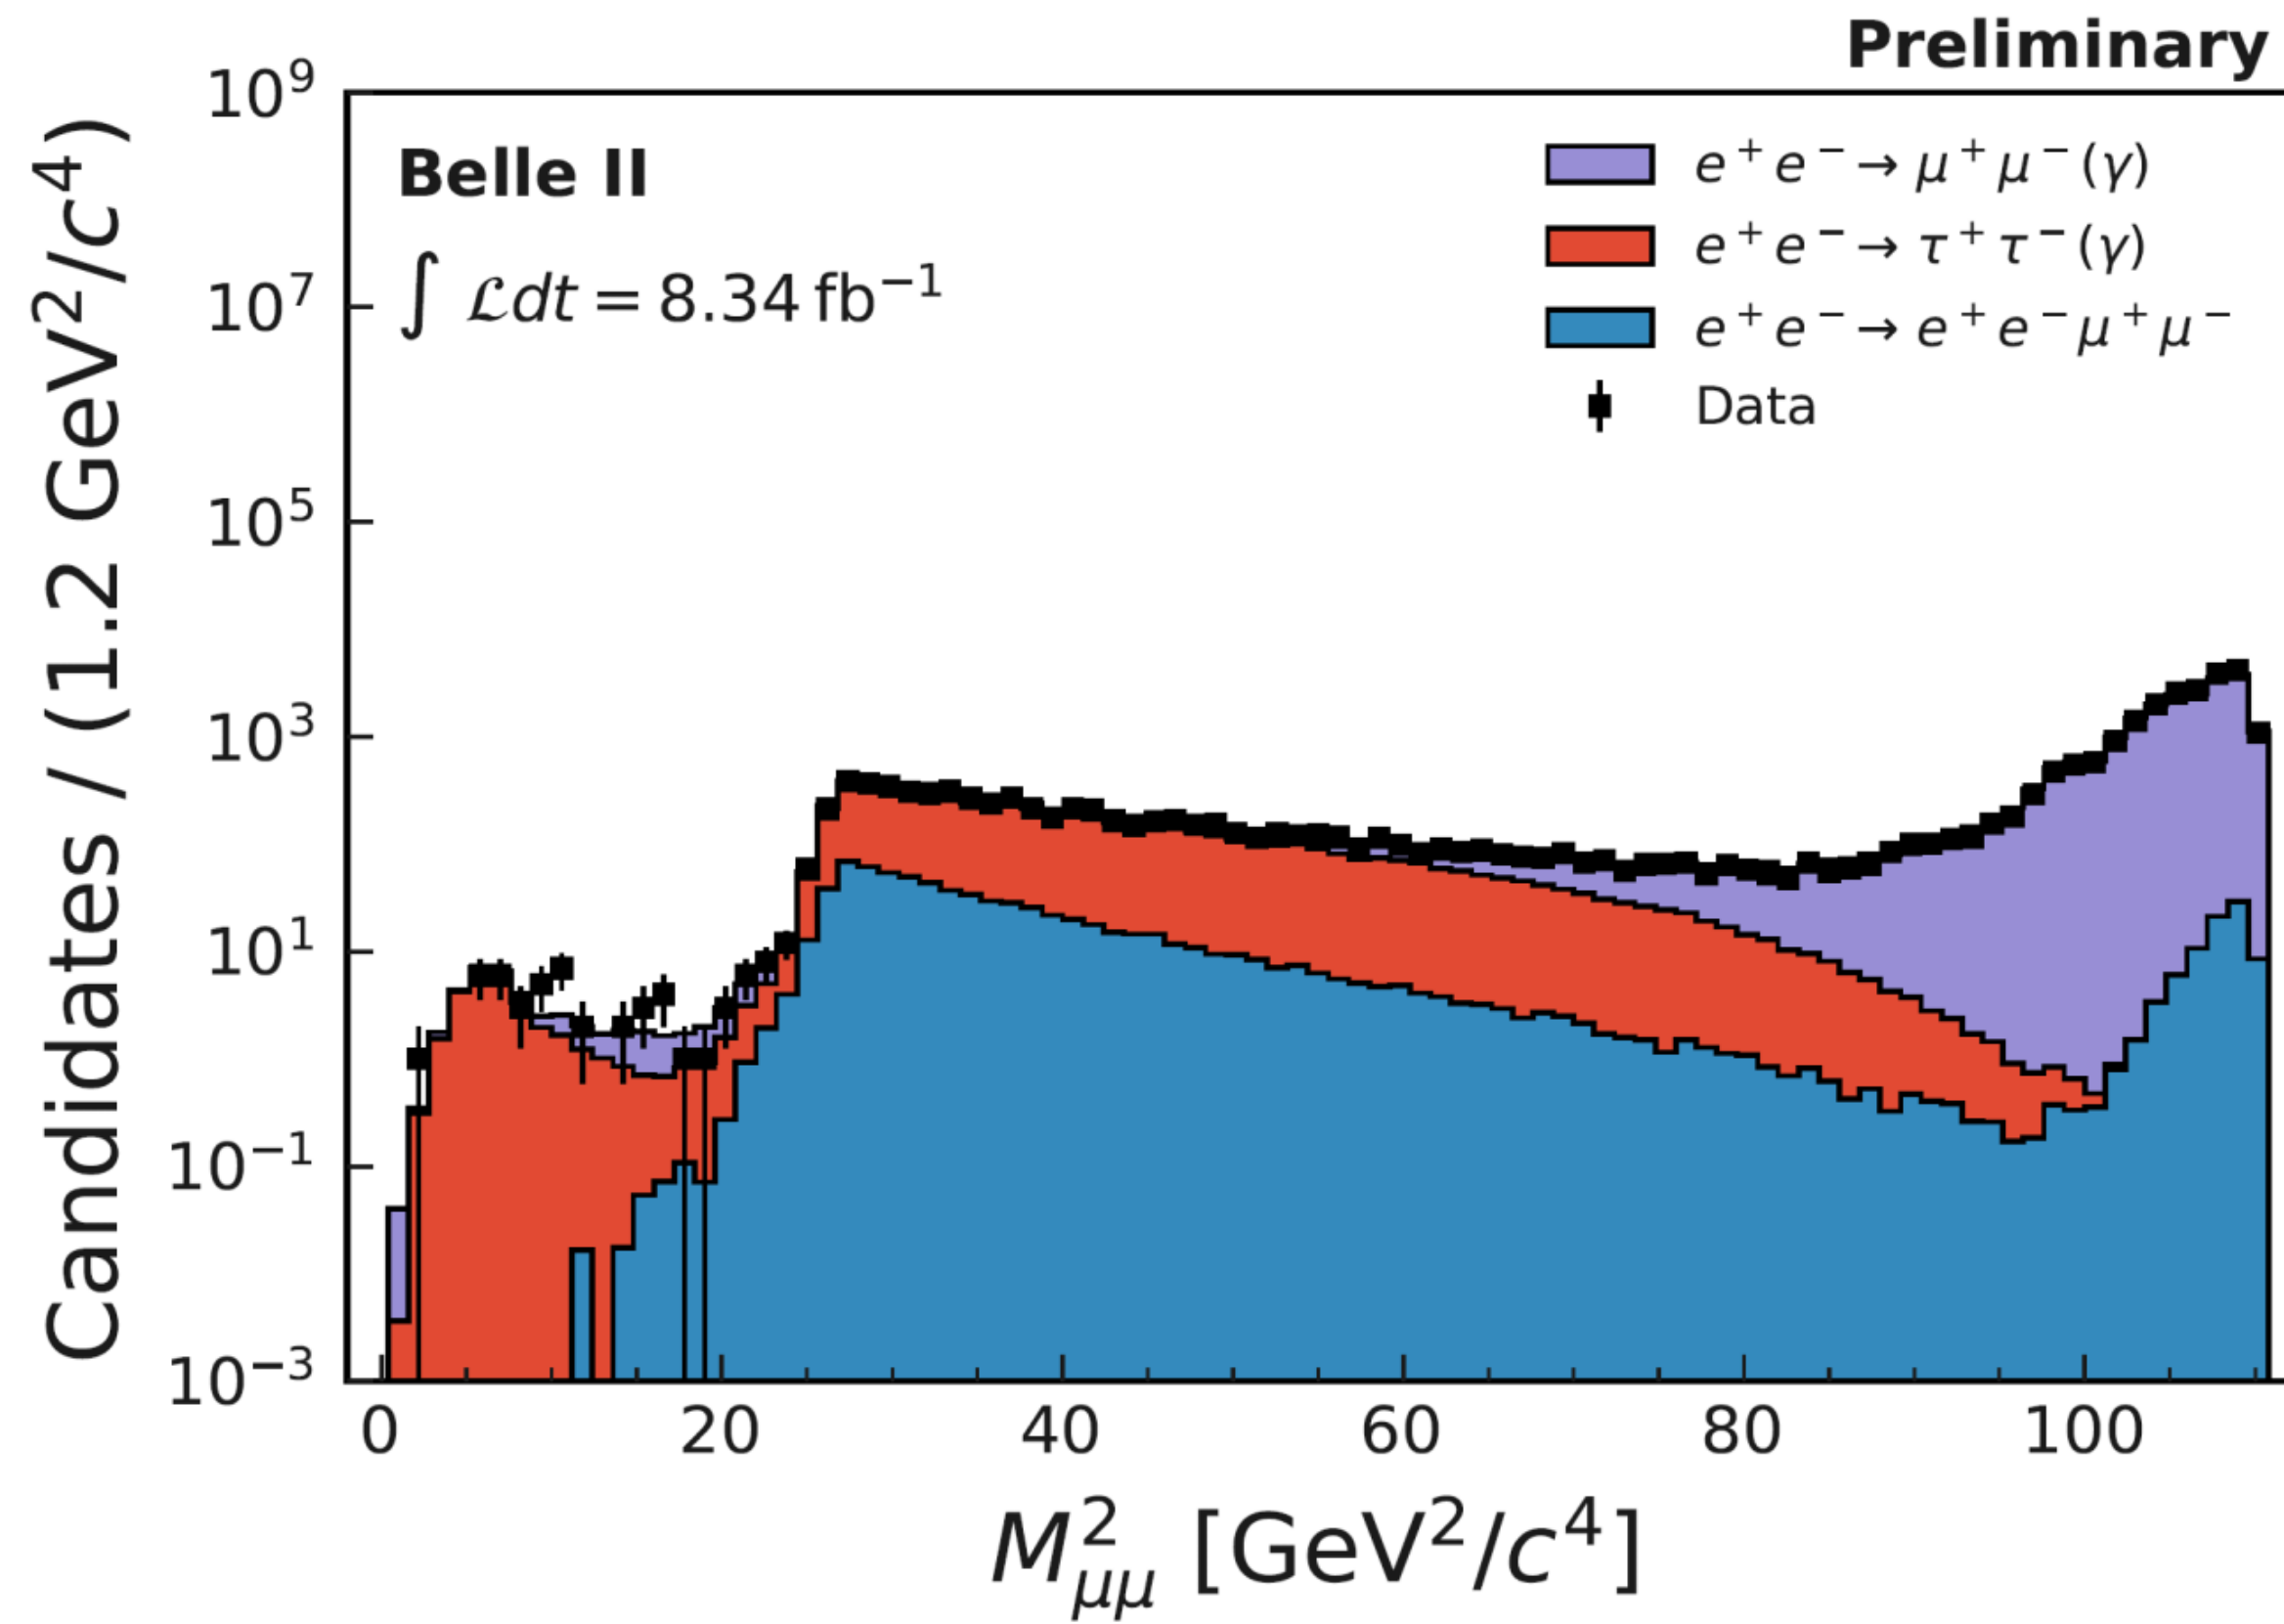 Preliminary
Candidates / (1.2 GeV²/c⁴)
10⁹
10⁷
10⁵
10³
10¹
10⁻¹
10⁻³
Belle II
∫ ℒdt = 8.34 fb⁻¹
e⁺e⁻→ μ⁺μ⁻(γ)
e⁺e⁻→ τ⁺τ⁻(γ)
e⁺e⁻→ e⁺e⁻μ⁺μ⁻
Data
0 20 40 60 80 100
M²μμ [GeV²/c⁴]